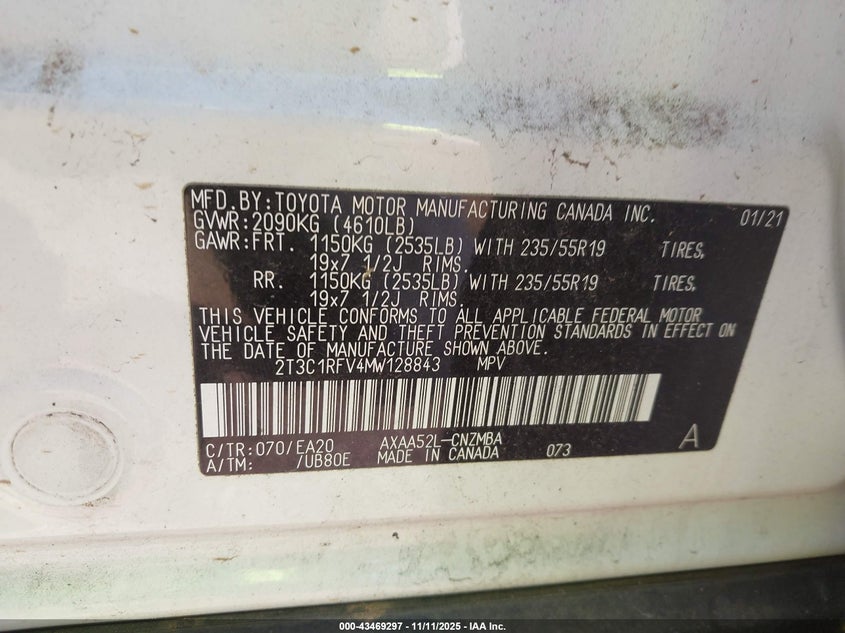 MFD.BY:TOYOTA MOTOR MANUFACTURING CANADA INC. 01/21
GVWR:2090KG (4610LB)
GAWR:FRT. 1150KG (2535LB) WITH 235/55R19 TIRES,
19x7 1/2J RIMS.
RR. 1150KG (2535LB) WITH 235/55R19 TIRES,
19x7 1/2J RIMS.
THIS VEHICLE CONFORMS TO ALL APPLICABLE FEDERAL MOTOR
VEHICLE SAFETY AND THEFT PREVENTION STANDARDS IN EFFECT ON
THE DATE OF MANUFACTURE SHOWN ABOVE.
2T3C1RFV4MW128843 MPV
C/TR:070/EA20 AXAA52L-CNZMBA A
A/TM: /UB80E MADE IN CANADA 073
000-43469297 - 11/11/2025 - IAA Inc.